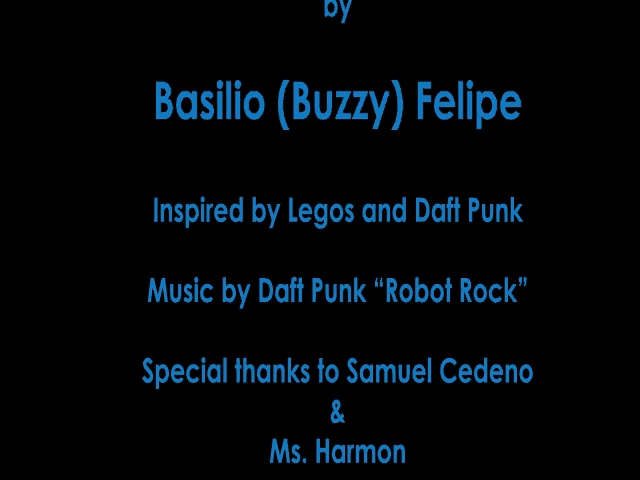 by
Basilio (Buzzy) Felipe
Inspired by Legos and Daft Punk
Music by Daft Punk “Robot Rock”
Special thanks to Samuel Cedeno
&
Ms. Harmon